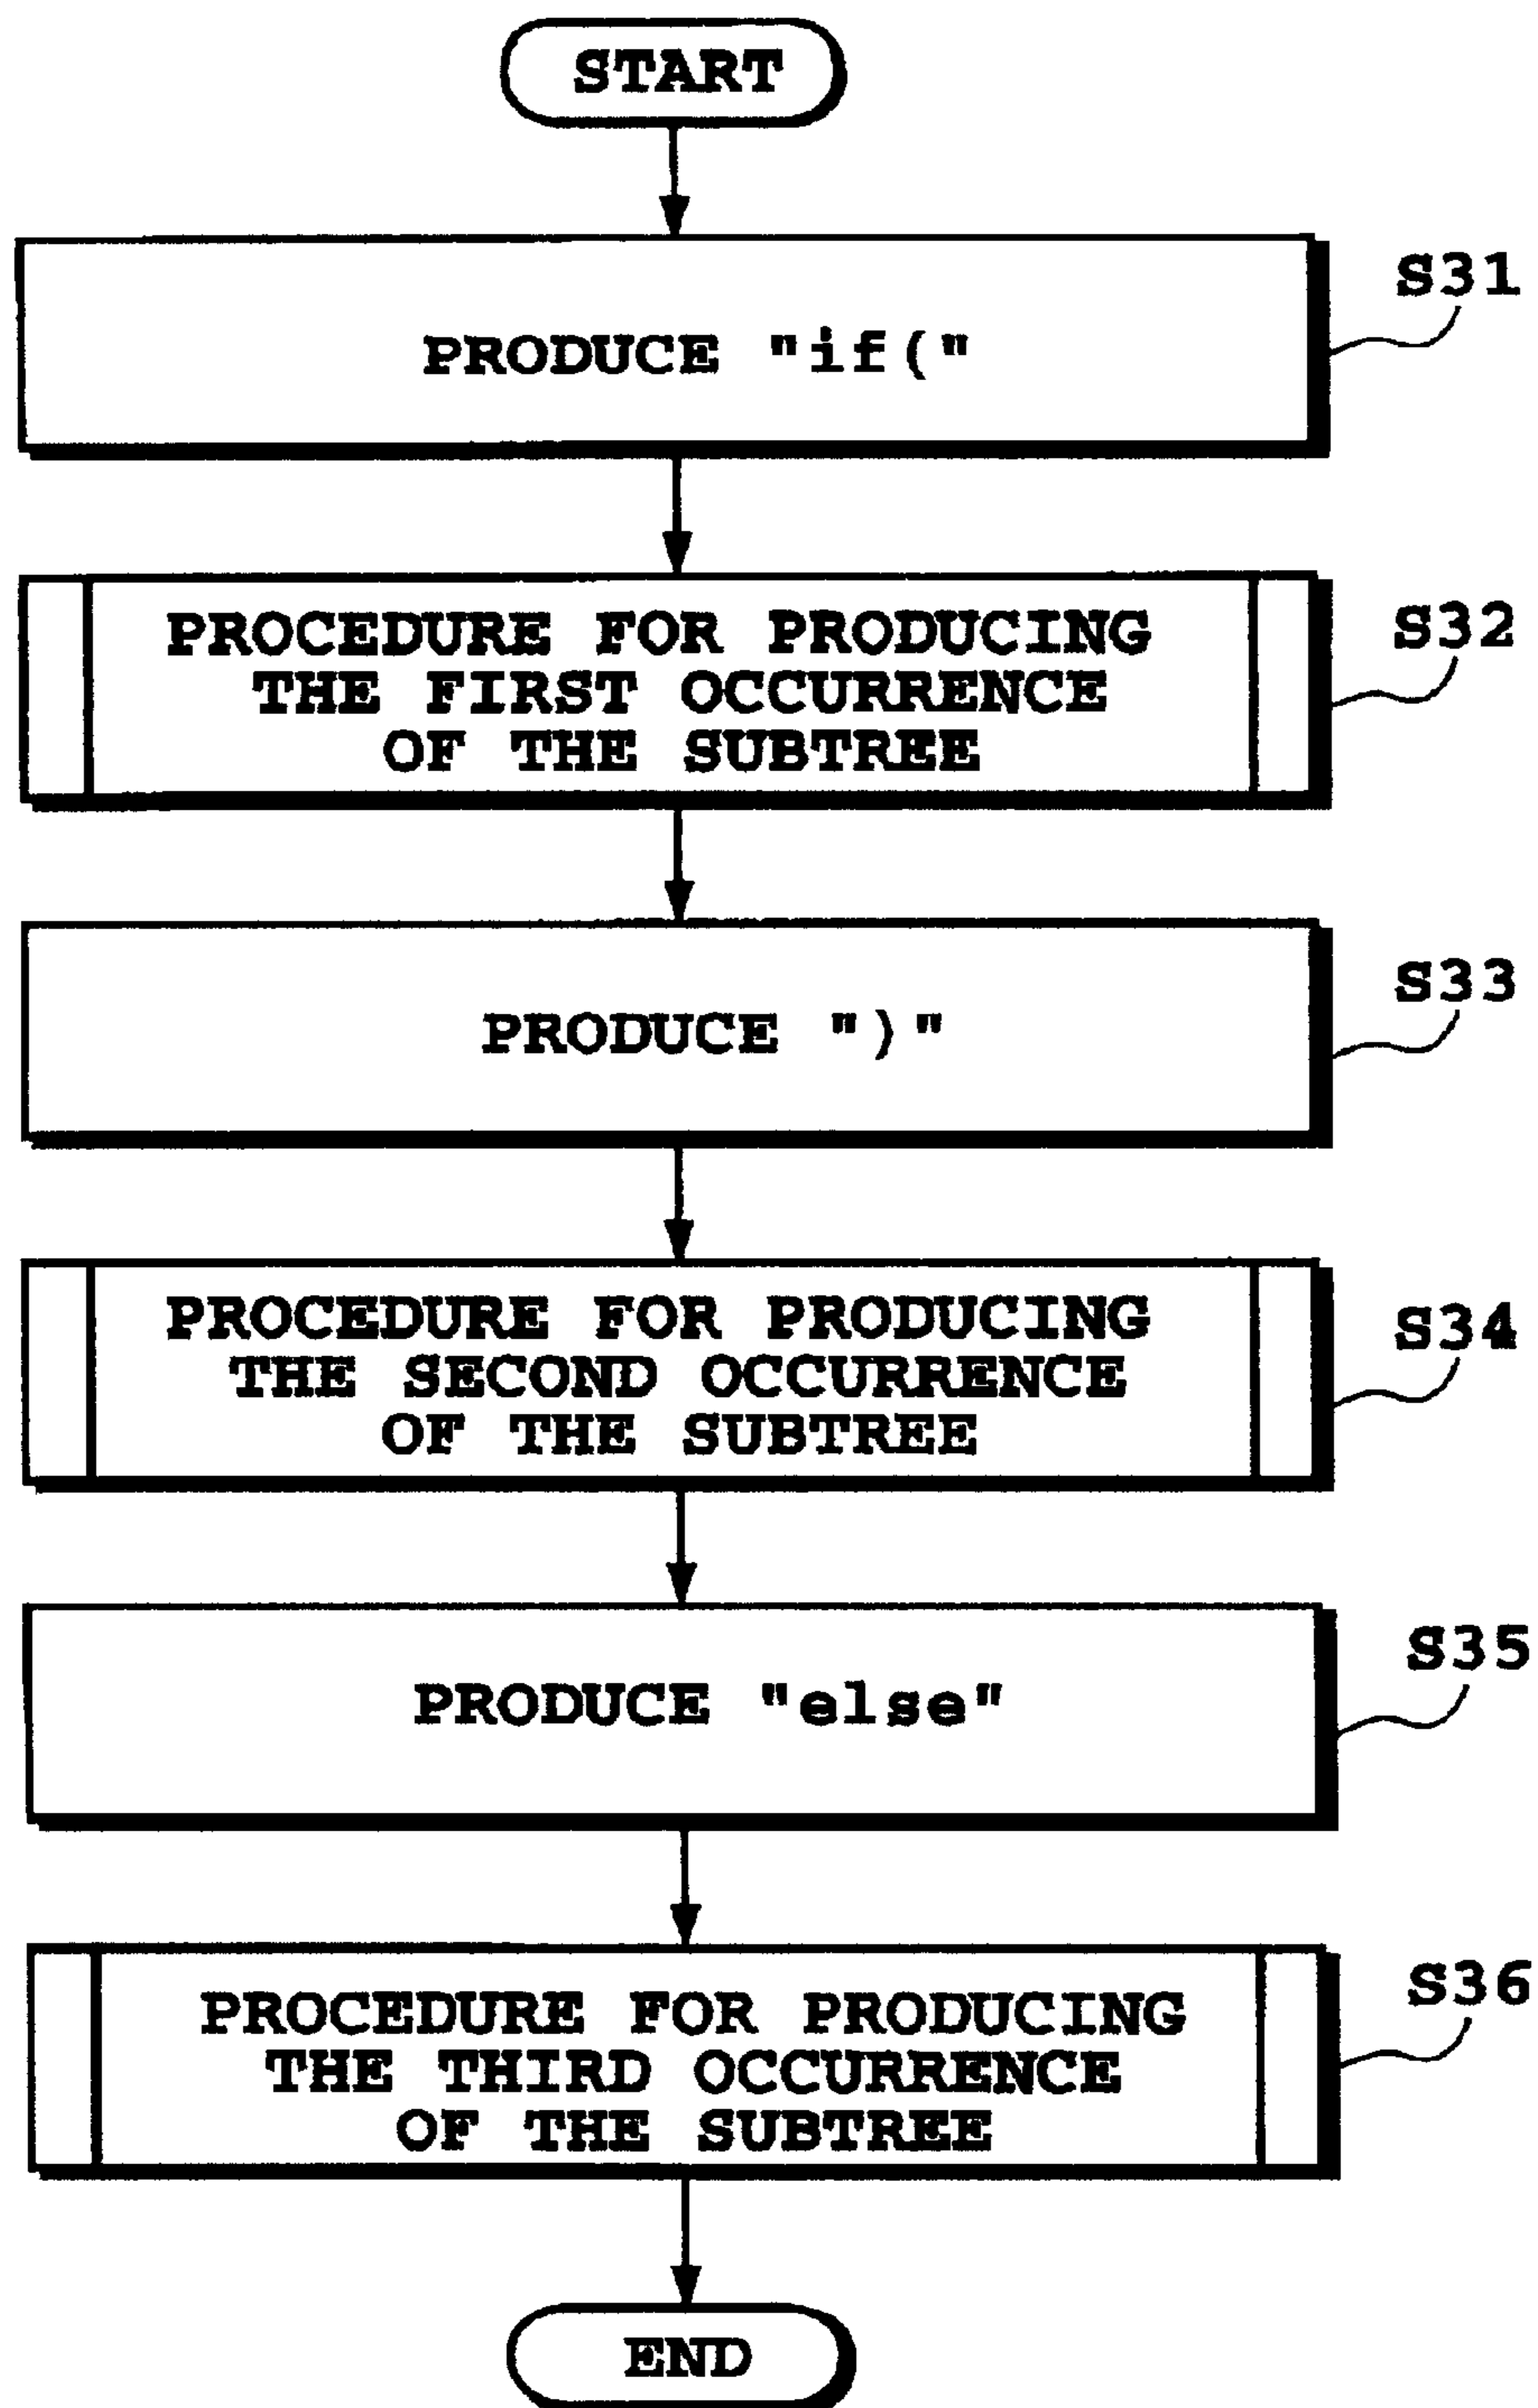 START
PRODUCE "if("
S31
PROCEDURE FOR PRODUCING
THE FIRST OCCURRENCE
OF THE SUBTREE
S32
PRODUCE ")"
S33
PROCEDURE FOR PRODUCING
THE SECOND OCCURRENCE
OF THE SUBTREE
S34
PRODUCE "else"
S35
PROCEDURE FOR PRODUCING
THE THIRD OCCURRENCE
OF THE SUBTREE
S36
END